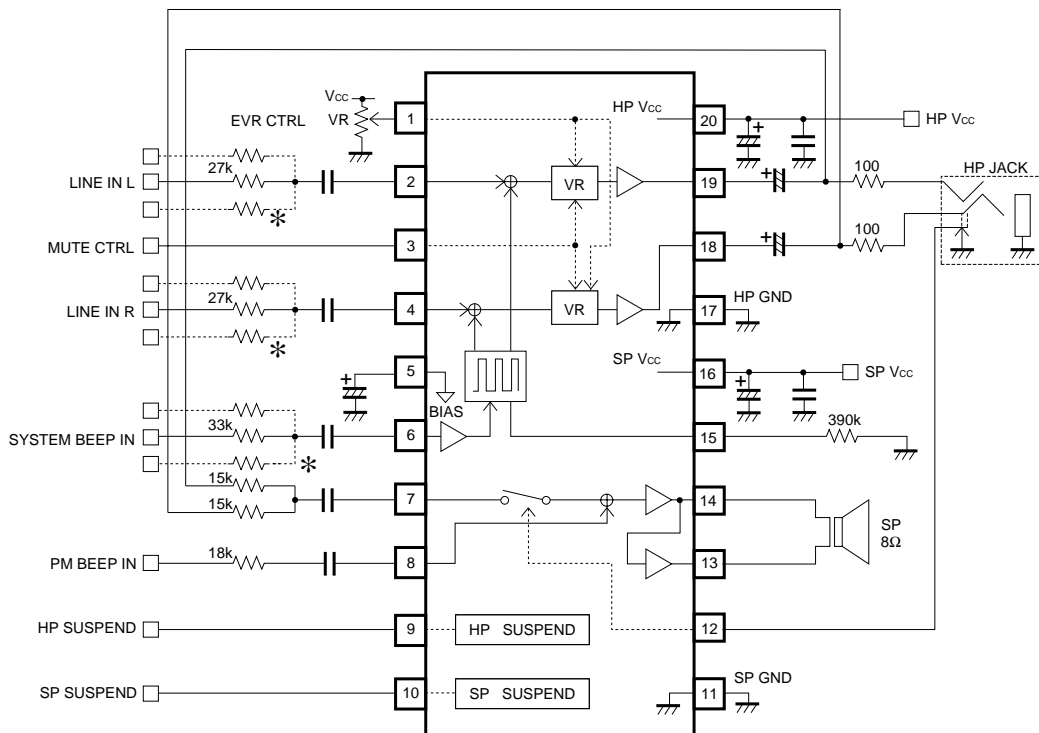 Vcc
VR
EVR CTRL
1
HP Vcc
20
HP Vcc
27k
LINE IN L
2
VR
19
100
HP JACK
*
MUTE CTRL
3
18
100
27k
LINE IN R
4
VR
17
HP GND
*
5
BIAS
SP Vcc
16
SP Vcc
33k
SYSTEM BEEP IN
6
15
390k
*
15k
15k
7
14
SP
8Ω
18k
PM BEEP IN
8
13
HP SUSPEND
9
HP SUSPEND
12
SP SUSPEND
10
SP SUSPEND
11
SP GND